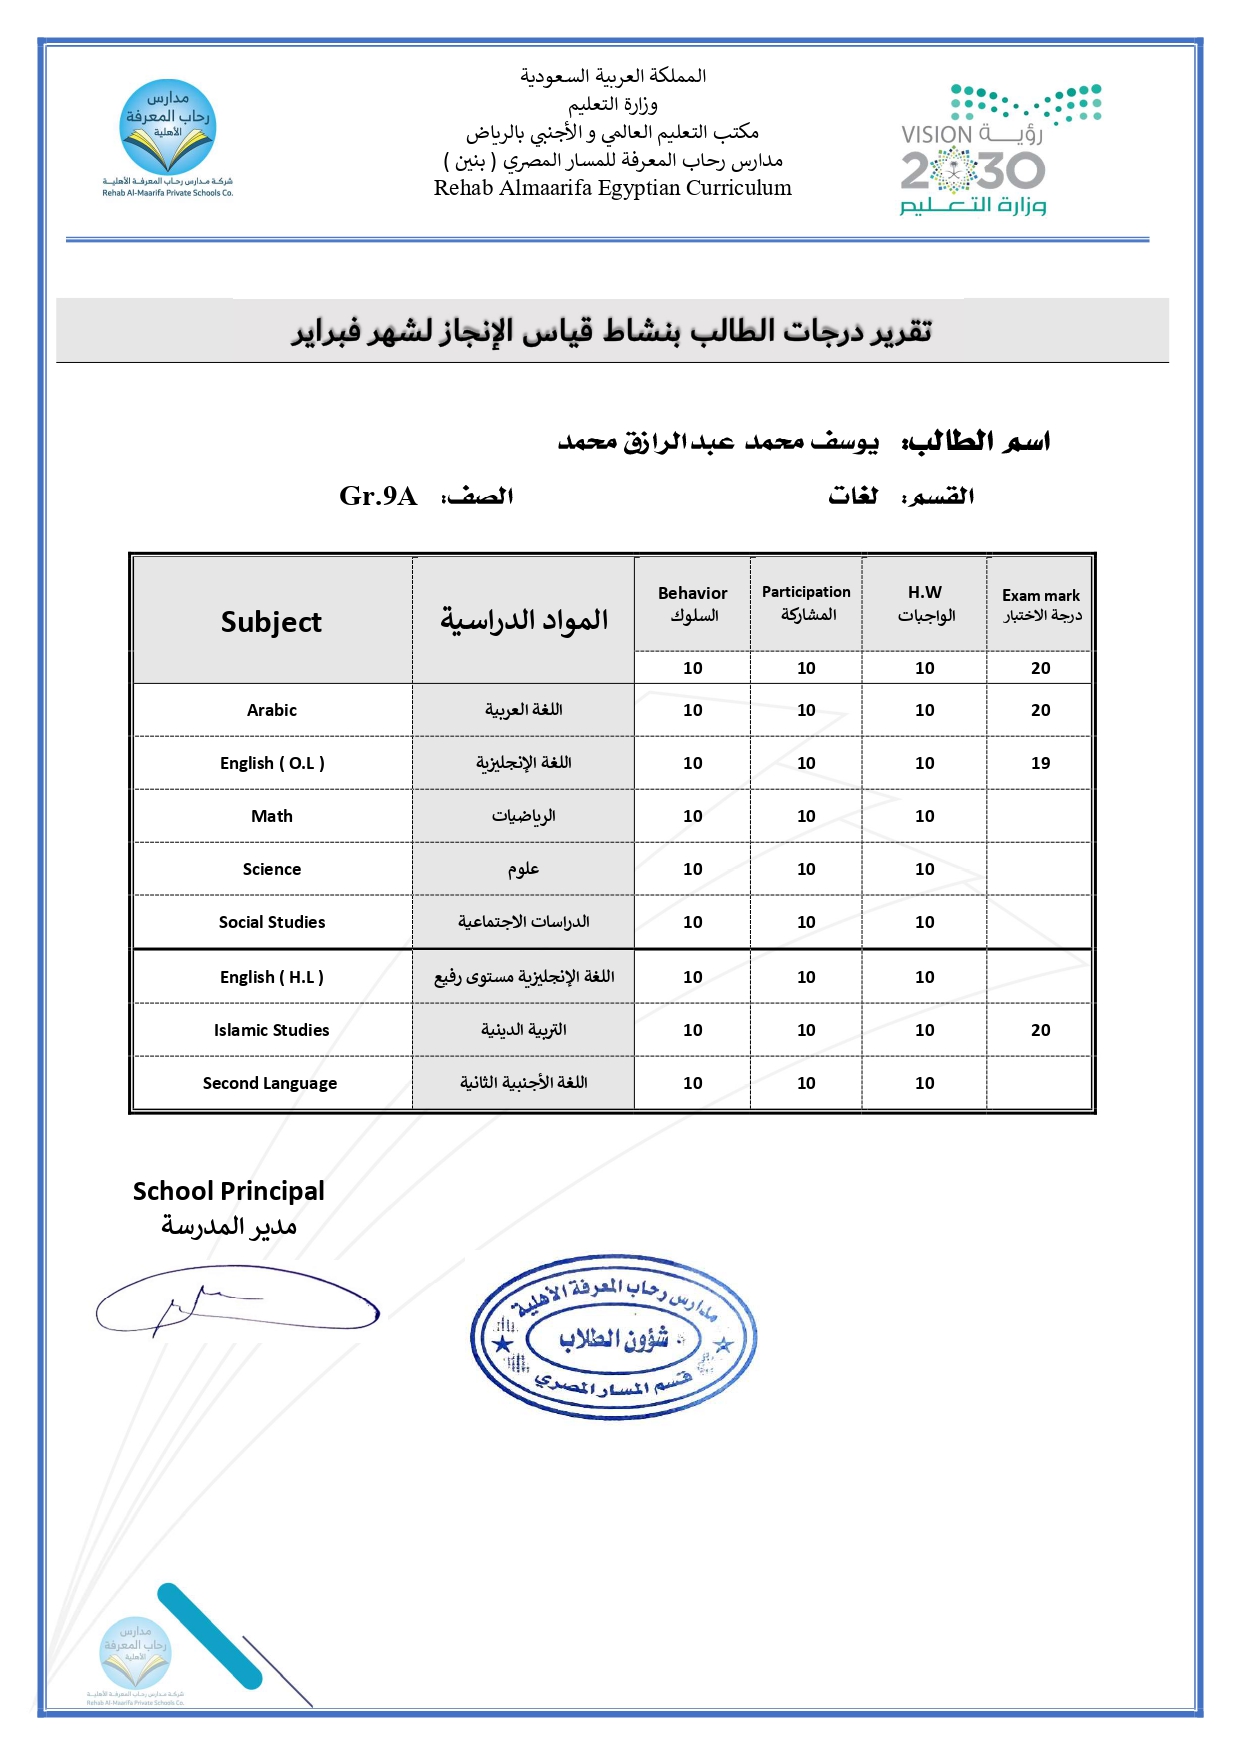 مدارس
رحاب المعرفة
الأهلية
شركة مدارس رحاب المعرفة الأهلية
Rehab Al-Maarifa Private Schools Co.
المملكة العربية السعودية
وزارة التعليم
مكتب التعليم العالمي و الأجنبي بالرياض
مدارس رحاب المعرفة للمسار المصري ( بنين )
Rehab Almaarifa Egyptian Curriculum
VISION رؤيــة
2030
وزارة التعـــليم
تقرير درجات الطالب بنشاط قياس الإنجاز لشهر فبراير
اسم الطالب: يوسف محمد عبدالرازق محمد
القسم: لغات الصف: Gr.9A
Subject المواد الدراسية Behavior السلوك Participation المشاركة H.W الواجبات Exam mark درجة الاختبار
10 10 10 20
Arabic اللغة العربية 10 10 10 20
English ( O.L ) اللغة الإنجليزية 10 10 10 19
Math الرياضيات 10 10 10
Science علوم 10 10 10
Social Studies الدراسات الاجتماعية 10 10 10
English ( H.L ) اللغة الإنجليزية مستوى رفيع 10 10 10
Islamic Studies التربية الدينية 10 10 10 20
Second Language اللغة الأجنبية الثانية 10 10 10
School Principal
مدير المدرسة
مدارس رحاب المعرفة الأهلية
شؤون الطلاب
قسم المسار المصري
مدارس
رحاب المعرفة
الأهلية
شركة مدارس رحاب المعرفة الأهلية
Rehab Al-Maarifa Private Schools Co.